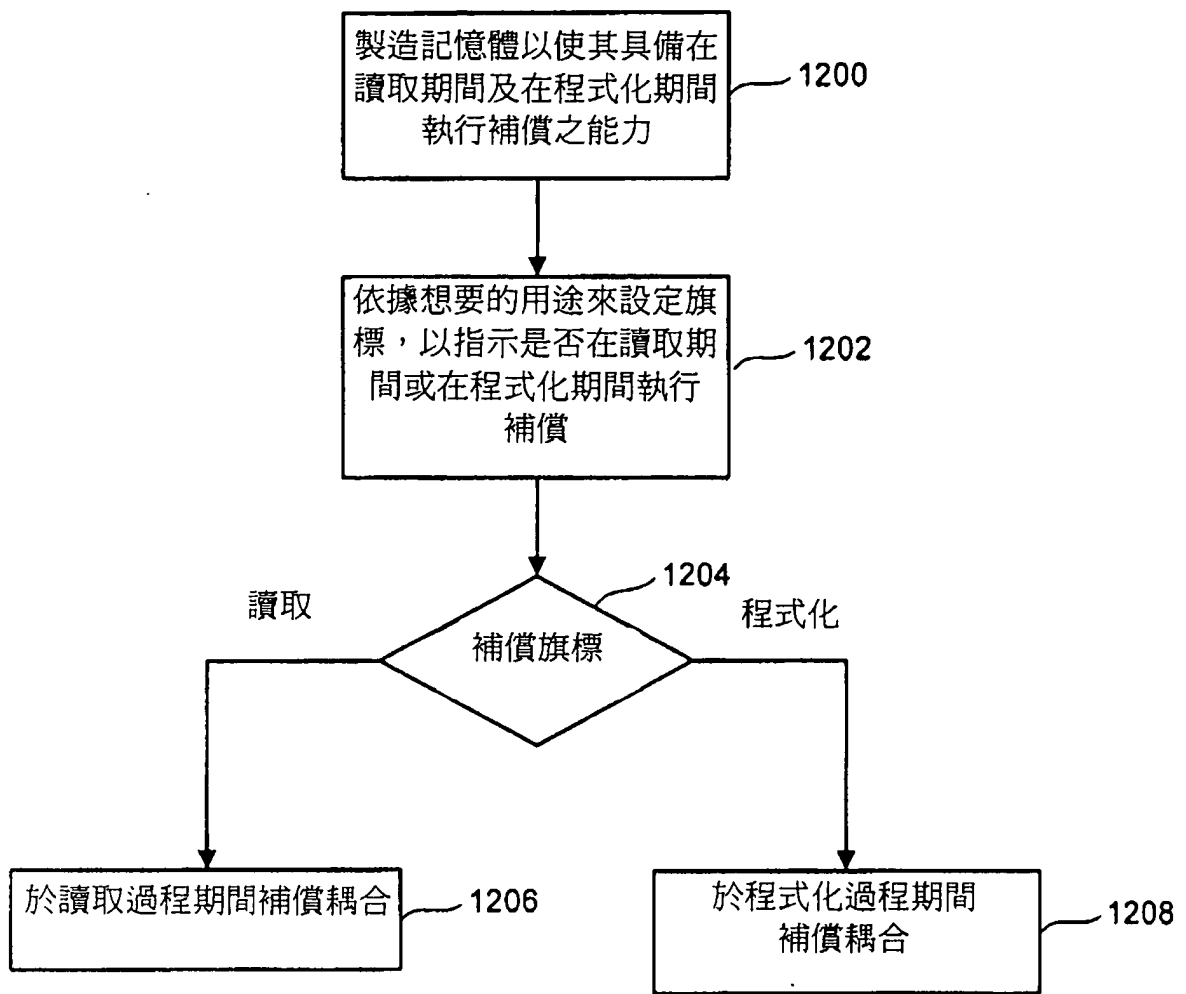 製造記憶體以使其具備在
讀取期間及在程式化期間
執行補償之能力
1200
依據想要的用途來設定旗
標，以指示是否在讀取期
間或在程式化期間執行
補償
1202
1204
讀取
程式化
補償旗標
於讀取過程期間補償耦合
1206
於程式化過程期間
補償耦合
1208